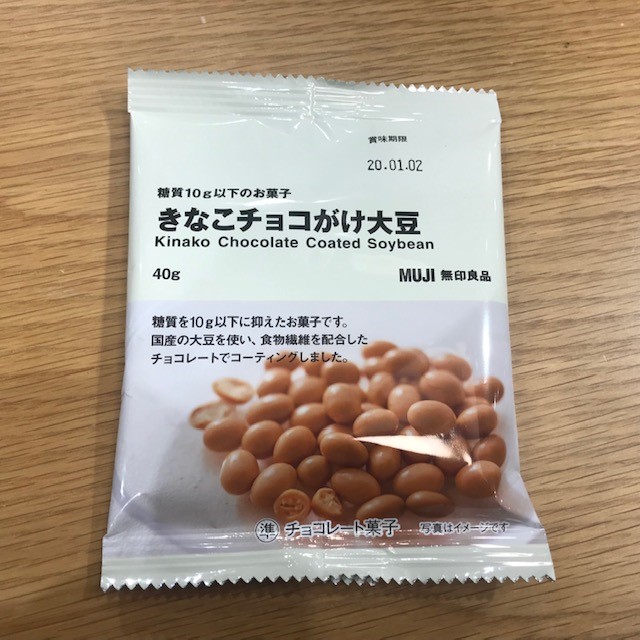 賞味期限
20.01.02
糖質10g以下のお菓子
きなこチョコがけ大豆
Kinako Chocolate Coated Soybean
40g
MUJI 無印良品
糖質を10g以下に抑えたお菓子です。
国産の大豆を使い、食物繊維を配合した
チョコレートでコーティングしました。
準 チョコレート菓子
写真はイメージです